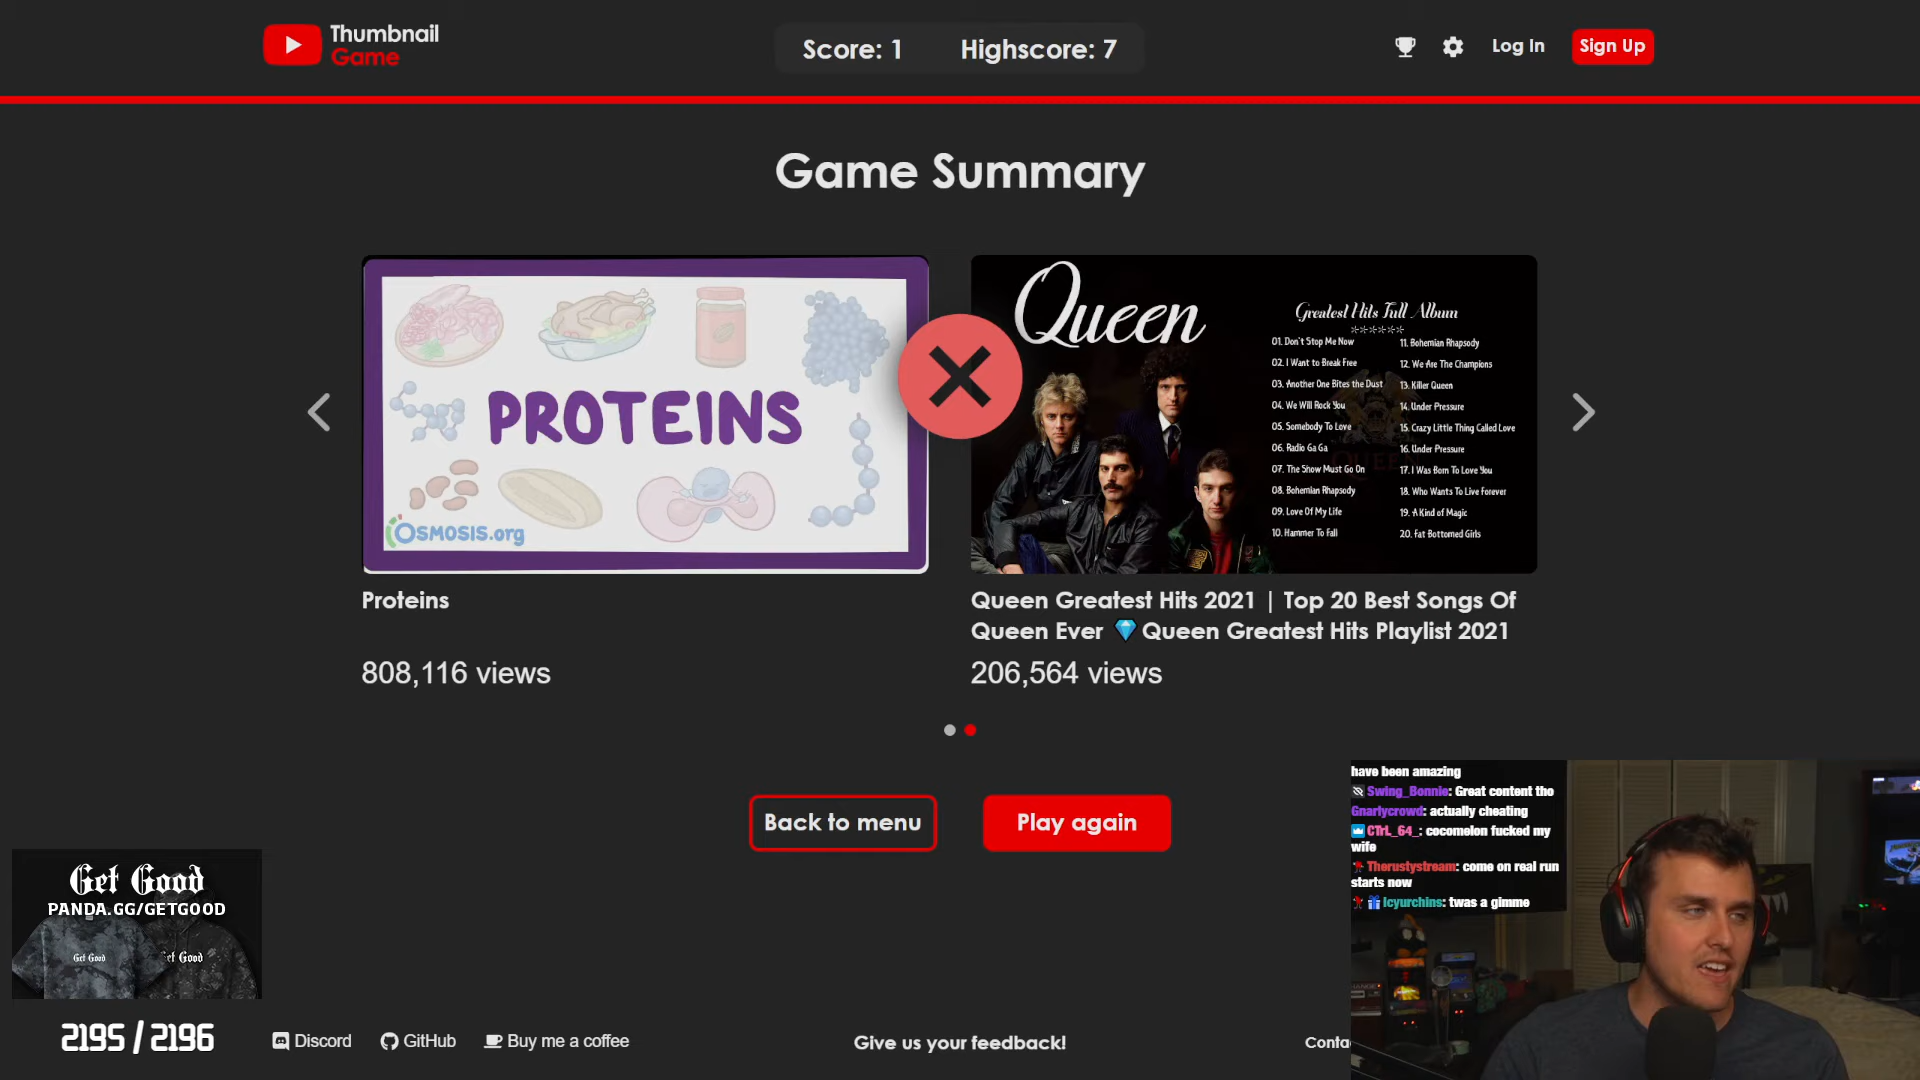 Thumbnail
Game
Score: 1
Highscore: 7
Log In
Sign Up
Game Summary
PROTEINS
OSMOSIS.org
Queen
Greatest Hits Full Album
******
01. Don't Stop Me Now
02. I Want to Break Free
03. Another One Bites the Dust
04. We Will Rock You
05. Somebody To Love
06. Radio Ga Ga
07. The Show Must Go On
08. Bohemian Rhapsody
09. Love Of My Life
10. Hammer To Fall
11. Bohemian Rhapsody
12. We Are The Champions
13. Killer Queen
14. Under Pressure
15. Crazy Little Thing Called Love
16. Under Pressure
17. I Was Born To Love You
18. Who Wants To Live Forever
19. A Kind of Magic
20. Fat Bottomed Girls
QUEEN
Proteins
808,116 views
Queen Greatest Hits 2021 | Top 20 Best Songs Of
Queen Ever 💎 Queen Greatest Hits Playlist 2021
206,564 views
Back to menu
Play again
have been amazing
Swing_Bonnie: Great content tho
Gnarlycrowd: actually cheating
CTrL_64_: cocomelon fucked my
wife
Therustystream: come on real run
starts now
Icyurchins: twas a gimme
Get Good
PANDA.GG/GETGOOD
Get Good
Get Good
2195 / 2196
Discord
GitHub
Buy me a coffee
Give us your feedback!